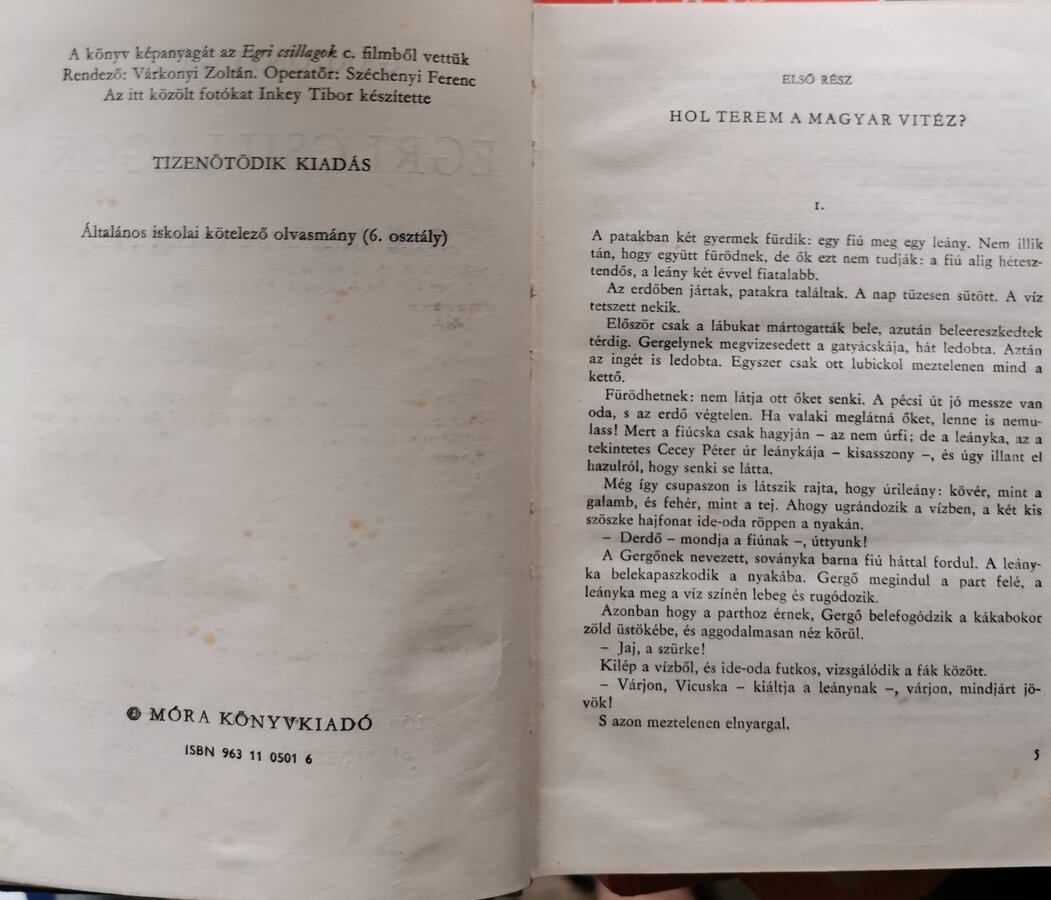 A könyv képanyagát az Egri csillagok c. filmből vettük
Rendező: Várkonyi Zoltán. Operatőr: Széchenyi Ferenc
Az itt közölt fotókat Inkey Tibor készítette
TIZENÖTÖDIK KIADÁS
Általános iskolai kötelező olvasmány (6. osztály)
© MÓRA KÖNYVKIADÓ
ISBN 963 11 0501 6
ELSŐ RÉSZ
HOL TEREM A MAGYAR VITÉZ?
1.
A patakban két gyermek fürdik: egy fiú meg egy leány. Nem illik
tán, hogy együtt fürödnek, de ők ezt nem tudják: a fiú alig hétesz-
tendős, a leány két évvel fiatalabb.
Az erdőben jártak, patakra találtak. A nap tüzesen sütött. A víz
tetszett nekik.
Először csak a lábukat mártogatták bele, azután beleereszkedtek
térdig. Gergelynek megvizesedett a gatyácskája, hát ledobta. Aztán
az ingét is ledobta. Egyszer csak ott lubickol meztelenen mind a
kettő.
Fürödhetnek: nem látja ott őket senki. A pécsi út jó messze van
oda, s az erdő végtelen. Ha valaki meglátná őket, lenne is nemu-
lass! Mert a fiúcska csak hagyján – az nem úrfi; de a leányka, az a
tekintetes Cecey Péter úr leánykája – kisasszony –, és úgy illant el
hazulról, hogy senki se látta.
Még így csupaszon is látszik rajta, hogy úrileány: kövér, mint a
galamb, és fehér, mint a tej. Ahogy ugrándozik a vízben, a két kis
szöszke hajfonat ide-oda röppen a nyakán.
– Derdő – mondja a fiúnak –, úttyunk!
A Gergőnek nevezett, soványka barna fiú háttal fordul. A leány-
ka belekapaszkodik a nyakába. Gergő megindul a part felé, a
leányka meg a víz színén lebeg és rugódozik.
Azonban hogy a parthoz érnek, Gergő belefogódzik a kákabokor
zöld üstökébe, és aggodalmasan néz körül.
– Jaj, a szürke!
Kilép a vízből, és ide-oda futkos, vizsgálódik a fák között.
– Várjon, Vicuska – kiáltja a leánynak –, várjon, mindjárt jö-
vök!
S azon meztelenen elnyargal.
5